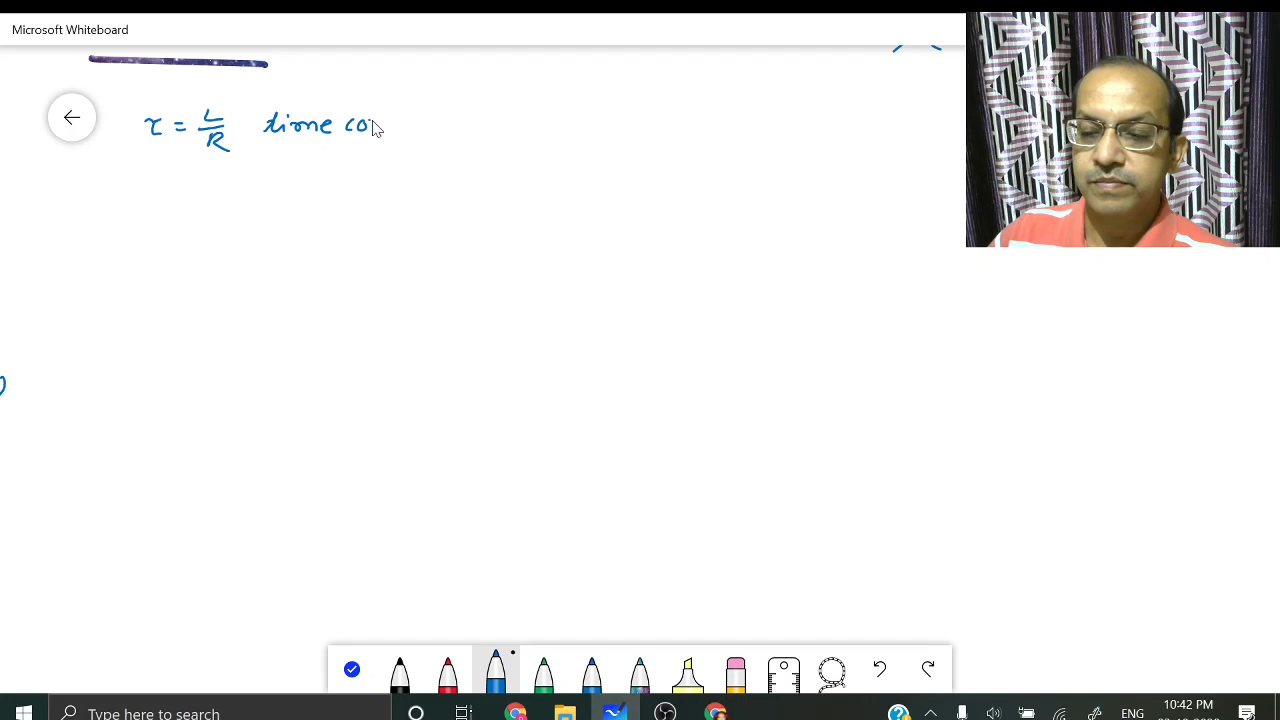 Microsoft Whiteboard
τ = L/R time co
Type here to search
ENG
10:42 PM